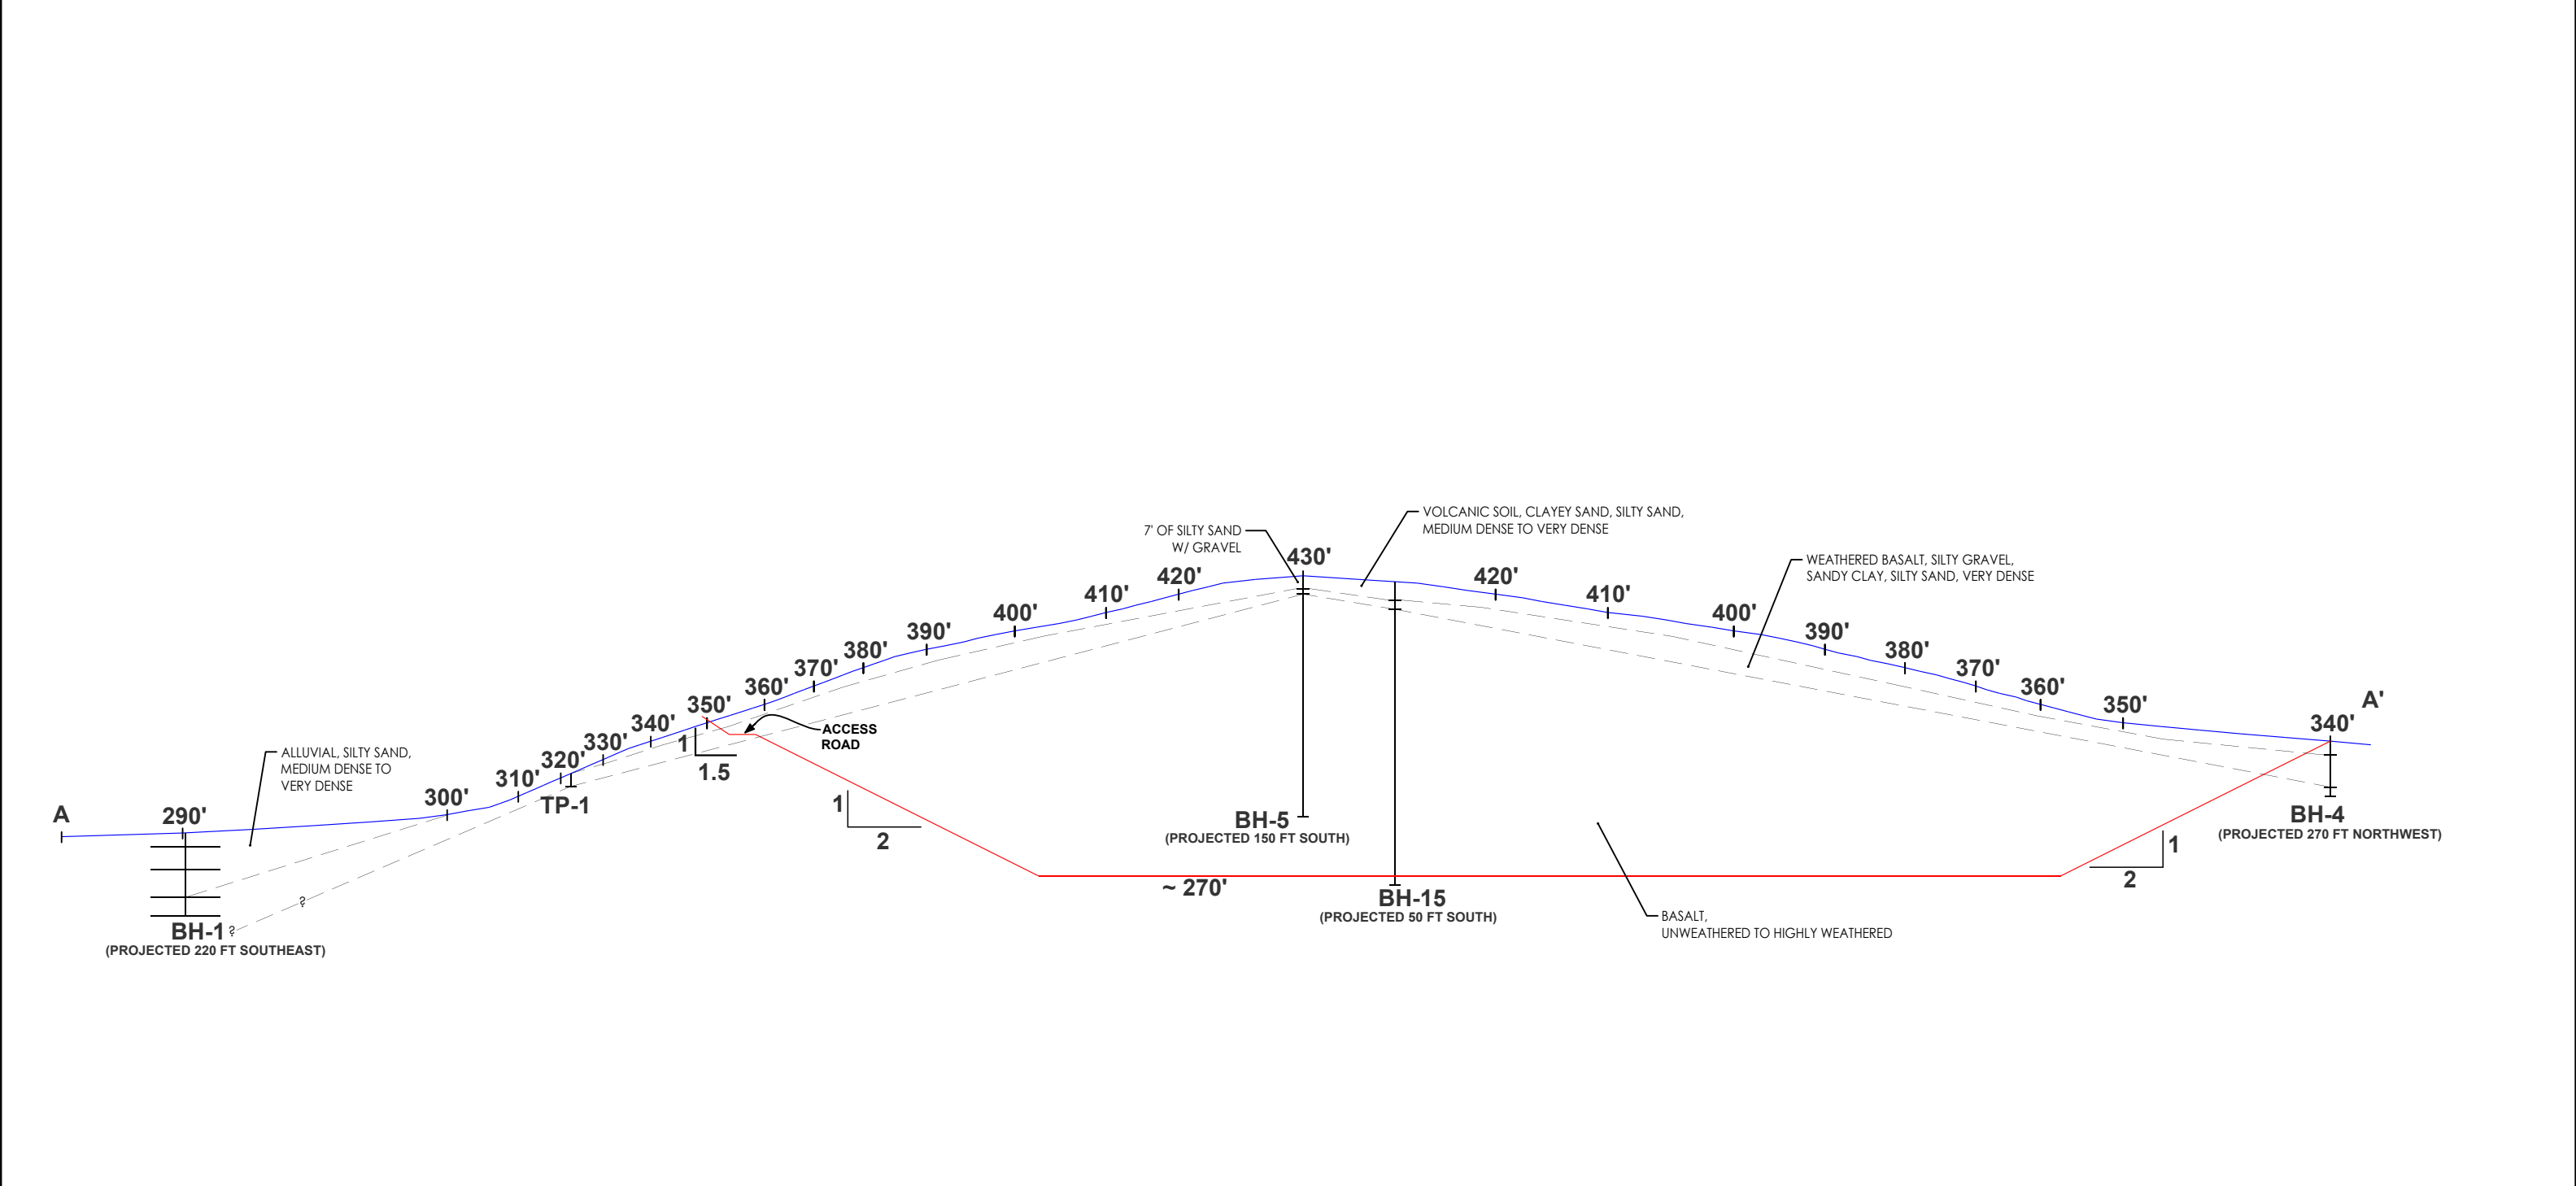 7' OF SILTY SAND
W/ GRAVEL
VOLCANIC SOIL, CLAYEY SAND, SILTY SAND,
MEDIUM DENSE TO VERY DENSE
WEATHERED BASALT, SILTY GRAVEL,
SANDY CLAY, SILTY SAND, VERY DENSE
ALLUVIAL, SILTY SAND,
MEDIUM DENSE TO
VERY DENSE
A
290'
300'
310'
320'
330'
340'
350'
360'
370'
380'
390'
400'
410'
420'
430'
420'
410'
400'
390'
380'
370'
360'
350'
340'
A'
ACCESS
ROAD
1
1.5
TP-1
1
2
BH-5
(PROJECTED 150 FT SOUTH)
BH-4
(PROJECTED 270 FT NORTHWEST)
1
2
~ 270'
BH-15
(PROJECTED 50 FT SOUTH)
BASALT,
UNWEATHERED TO HIGHLY WEATHERED
?
BH-1 ?
(PROJECTED 220 FT SOUTHEAST)